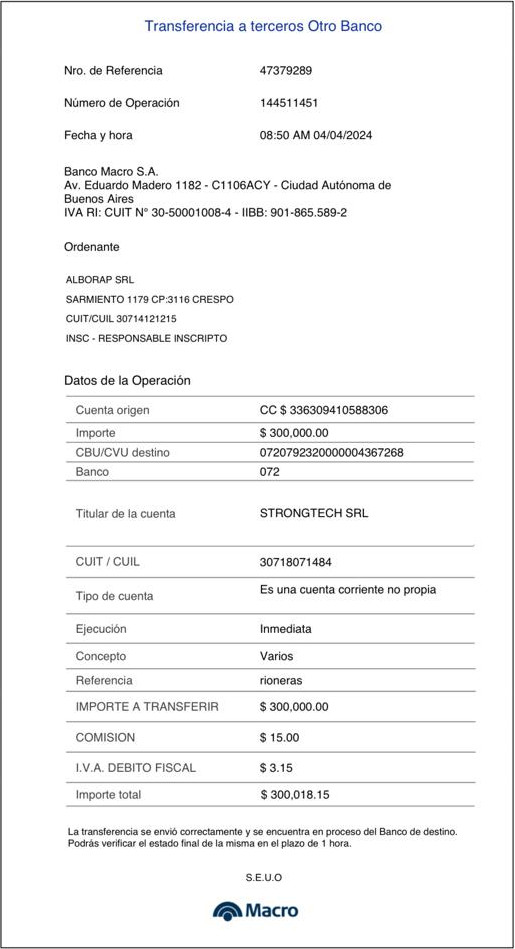 Transferencia a terceros Otro Banco
Nro. de Referencia 47379289
Número de Operación 144511451
Fecha y hora 08:50 AM 04/04/2024
Banco Macro S.A.
Av. Eduardo Madero 1182 - C1106ACY - Ciudad Autónoma de
Buenos Aires
IVA RI: CUIT N° 30-50001008-4 - IIBB: 901-865.589-2
Ordenante
ALBORAP SRL
SARMIENTO 1179 CP:3116 CRESPO
CUIT/CUIL 30714121215
INSC - RESPONSABLE INSCRIPTO
Datos de la Operación
Cuenta origen CC $ 336309410588306
Importe $ 300,000.00
CBU/CVU destino 0720792320000004367268
Banco 072
Titular de la cuenta STRONGTECH SRL
CUIT / CUIL 30718071484
Tipo de cuenta Es una cuenta corriente no propia
Ejecución Inmediata
Concepto Varios
Referencia rioneras
IMPORTE A TRANSFERIR $ 300,000.00
COMISION $ 15.00
I.V.A. DEBITO FISCAL $ 3.15
Importe total $ 300,018.15
La transferencia se envió correctamente y se encuentra en proceso del Banco de destino.
Podrás verificar el estado final de la misma en el plazo de 1 hora.
S.E.U.O
Macro